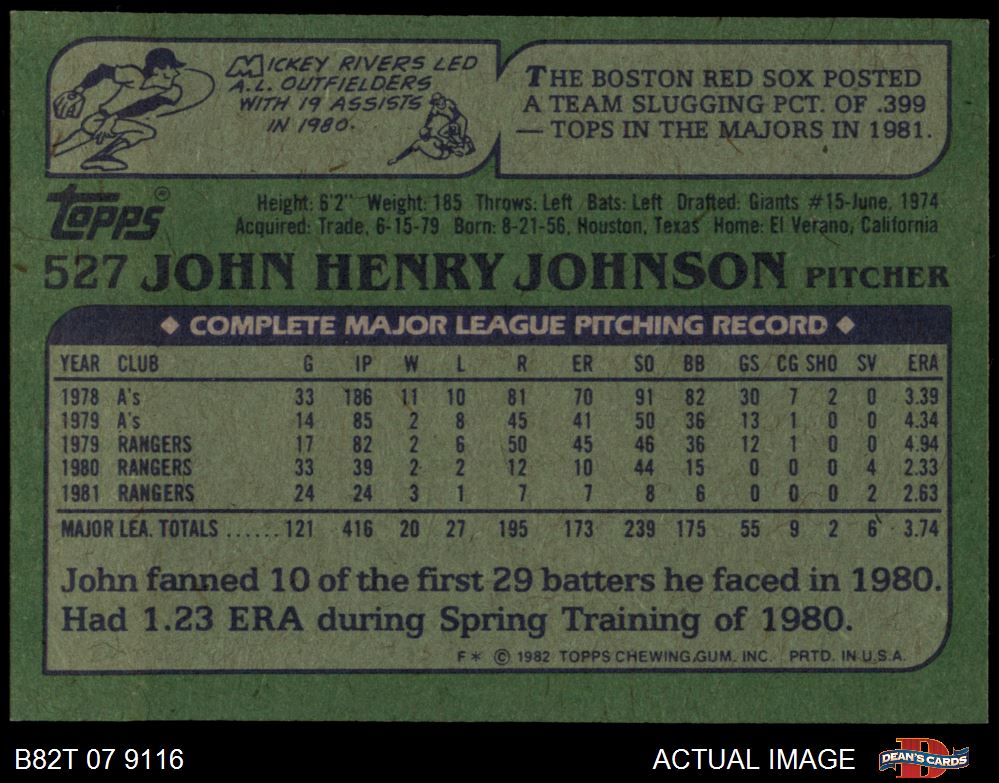 MICKEY RIVERS LED
A.L. OUTFIELDERS
WITH 19 ASSISTS
IN 1980.
THE BOSTON RED SOX POSTED
A TEAM SLUGGING PCT. OF .399
— TOPS IN THE MAJORS IN 1981.
TOPPS®
Height: 6'2" Weight: 185 Throws: Left Bats: Left Drafted: Giants #15-June, 1974
Acquired: Trade, 6-15-79 Born: 8-21-56, Houston, Texas Home: El Verano, California
527 JOHN HENRY JOHNSON PITCHER
◆ COMPLETE MAJOR LEAGUE PITCHING RECORD ◆
YEAR CLUB G IP W L R ER SO BB GS CG SHO SV ERA
1978 A's 33 186 11 10 81 70 91 82 30 7 2 0 3.39
1979 A's 14 85 2 8 45 41 50 36 13 1 0 0 4.34
1979 RANGERS 17 82 2 6 50 45 46 36 12 1 0 0 4.94
1980 RANGERS 33 39 2 2 12 10 44 15 0 0 0 4 2.33
1981 RANGERS 24 24 3 1 7 7 8 6 0 0 0 2 2.63
MAJOR LEA. TOTALS ...... 121 416 20 27 195 173 239 175 55 9 2 6 3.74
John fanned 10 of the first 29 batters he faced in 1980.
Had 1.23 ERA during Spring Training of 1980.
F* © 1982 TOPPS CHEWING GUM, INC. PRTD. IN U.S.A.
B82T 07 9116
ACTUAL IMAGE
DEAN'S CARDS